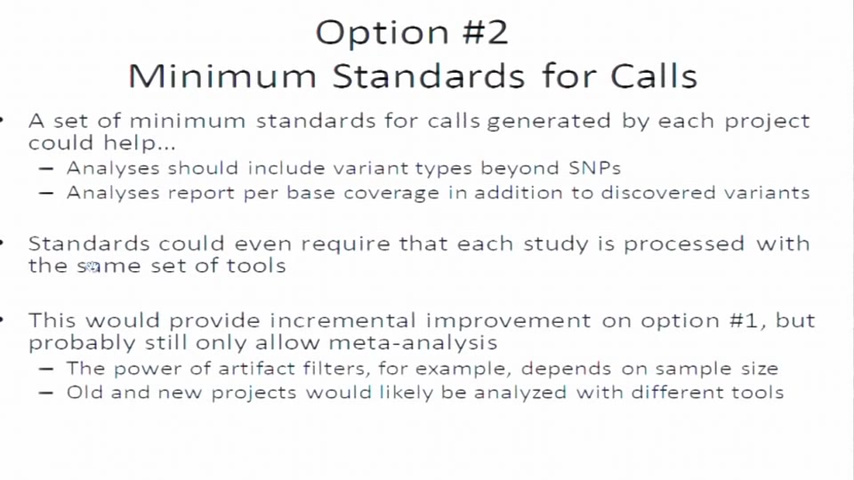 Option #2
Minimum Standards for Calls
• A set of minimum standards for calls generated by each project
could help...
– Analyses should include variant types beyond SNPs
– Analyses report per base coverage in addition to discovered variants
• Standards could even require that each study is processed with
the same set of tools
• This would provide incremental improvement on option #1, but
probably still only allow meta-analysis
– The power of artifact filters, for example, depends on sample size
– Old and new projects would likely be analyzed with different tools